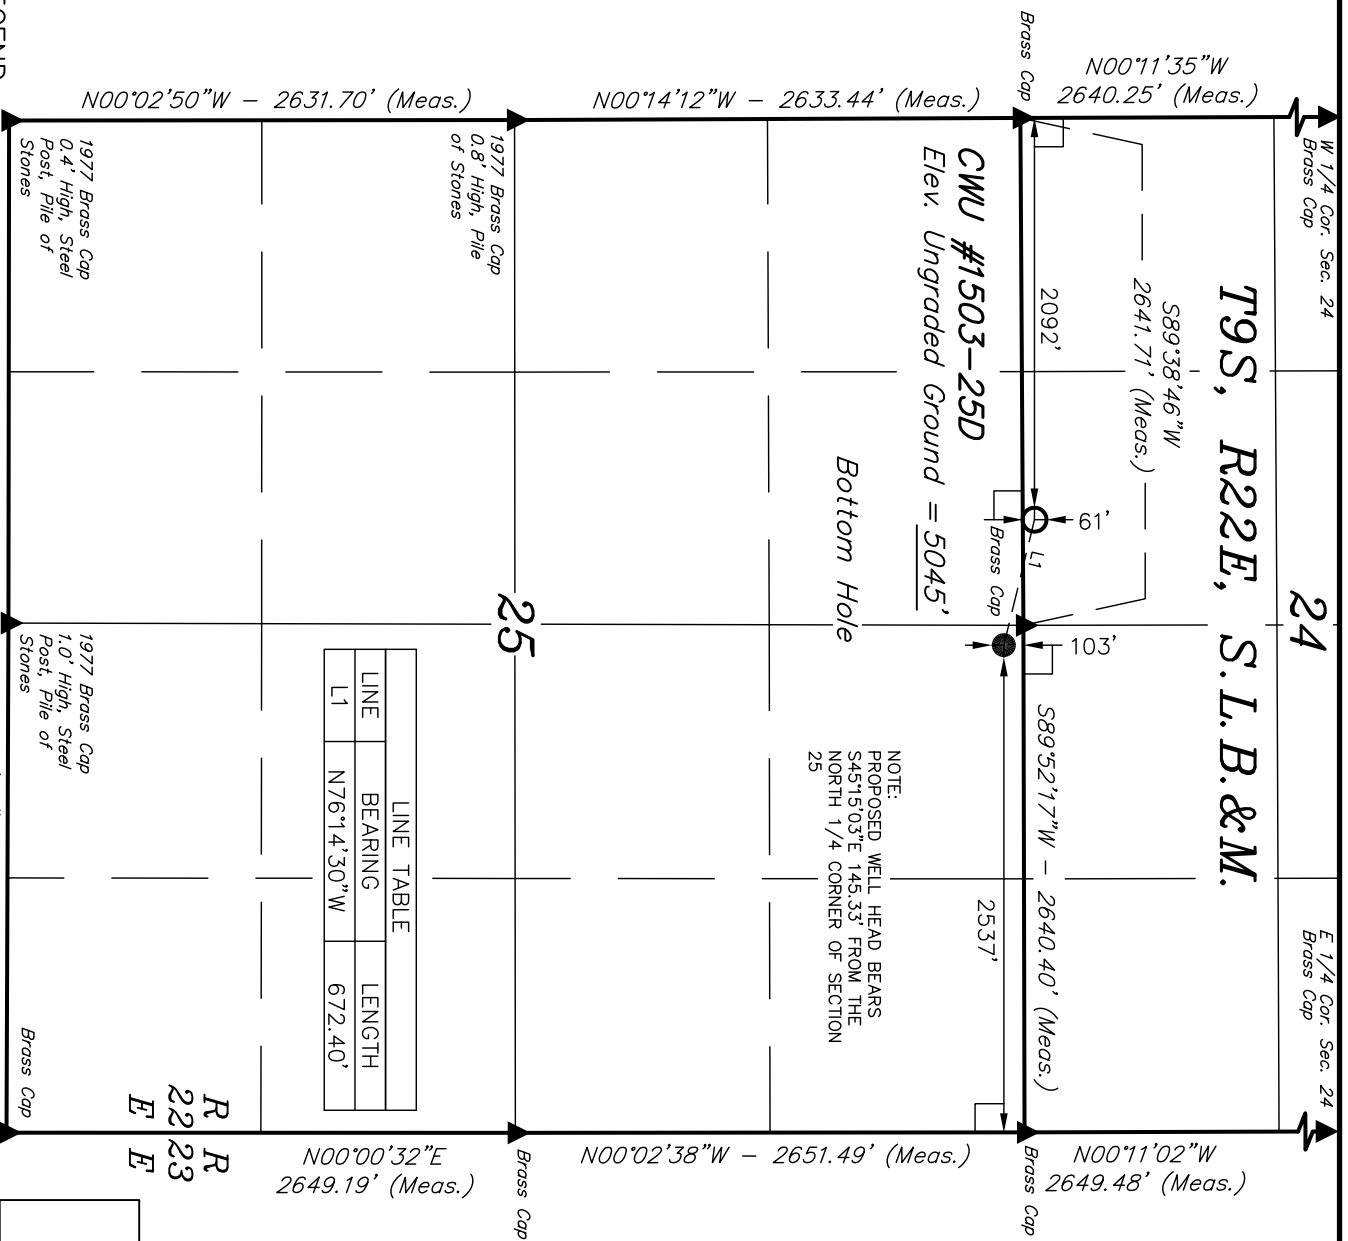 T9S, R22E, S.L.B.&M.
24
W 1/4 Cor. Sec. 24
Brass Cap
E 1/4 Cor. Sec. 24
Brass Cap
N00°11'35"W
2640.25' (Meas.)
N00°11'02"W
2649.48' (Meas.)
S89°38'46"W
2641.71' (Meas.)
S89°52'17"W - 2640.40' (Meas.)
Brass Cap
2092'
61'
L1
Brass Cap
103'
2537'
Brass Cap
CWU #1503-25D
Elev. Ungraded Ground = 5045'
Bottom Hole
NOTE:
PROPOSED WELL HEAD BEARS
S45°15'03"E 145.33' FROM THE
NORTH 1/4 CORNER OF SECTION
25
N00°14'12"W - 2633.44' (Meas.)
N00°02'38"W - 2651.49' (Meas.)
25
1977 Brass Cap
0.8' High, Pile
of Stones
Brass Cap
LINE TABLE
LINE BEARING LENGTH
L1 N76°14'30"W 672.40'
N00°02'50"W - 2631.70' (Meas.)
N00°00'32"E
2649.19' (Meas.)
R R
22 23
E E
1977 Brass Cap
0.4' High, Steel
Post, Pile of
Stones
1977 Brass Cap
1.0' High, Steel
Post, Pile of
Stones
Brass Cap